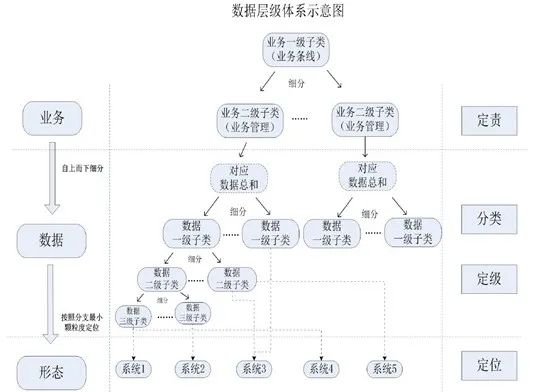 数据层级体系示意图
业务一级子类
（业务条线）
细分
业务
业务二级子类
（业务管理）
......
业务二级子类
（业务管理）
定责
自上而下细分
对应
数据总和
对应
数据总和
细分
细分
数据
数据
一级子类
......
数据
一级子类
数据
一级子类
......
数据
一级子类
分类
细分
数据
二级子类
......
数据
二级子类
定级
细分
按照分支最小
颗粒度定位
数据
三级子类
......
数据
三级子类
形态
系统1
系统2
系统3
系统4
系统5
定位